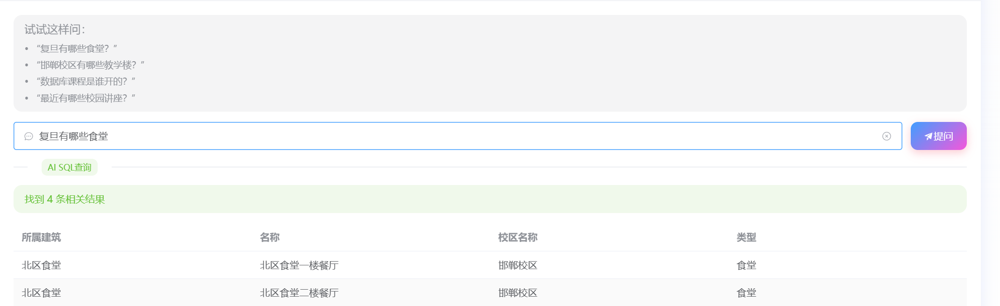 试试这样问：
• “复旦有哪些食堂？”
• “邯郸校区有哪些教学楼？”
• “数据库课程是谁开的？”
• “最近有哪些校园讲座？”
复旦有哪些食堂 提问
AI SQL查询
找到 4 条相关结果
所属建筑 名称 校区名称 类型
北区食堂 北区食堂一楼餐厅 邯郸校区 食堂
北区食堂 北区食堂二楼餐厅 邯郸校区 食堂